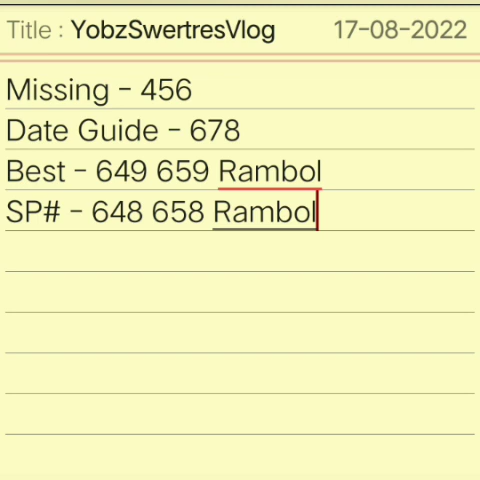 Title : YobzSwertresVlog 17-08-2022
Missing - 456
Date Guide - 678
Best - 649 659 Rambol
SP# - 648 658 Rambol